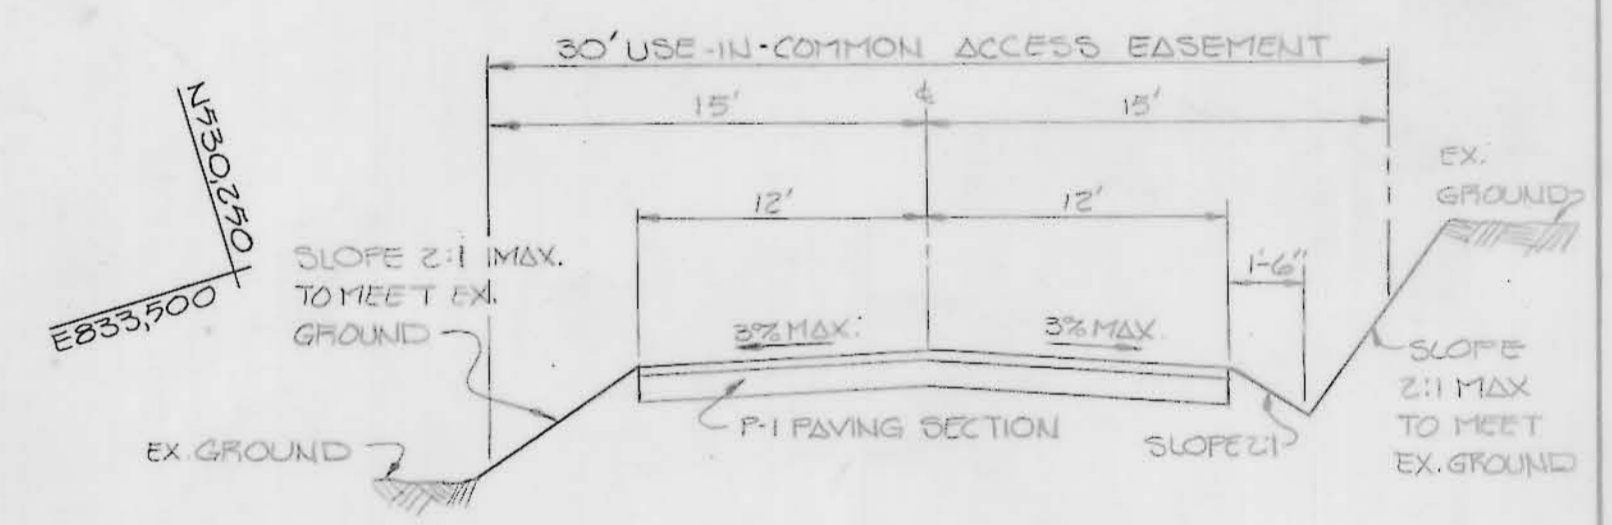 30' USE-IN-COMMON ACCESS EASEMENT
15'
℄
15'
N530,250
E833,500
12'
12'
1'-6"
EX.
GROUND
SLOPE 2:1 MAX.
TO MEET EX.
GROUND
3% MAX.
3% MAX.
SLOPE
2:1 MAX
TO MEET
EX. GROUND
P-1 PAVING SECTION
SLOPE 2:1
EX. GROUND